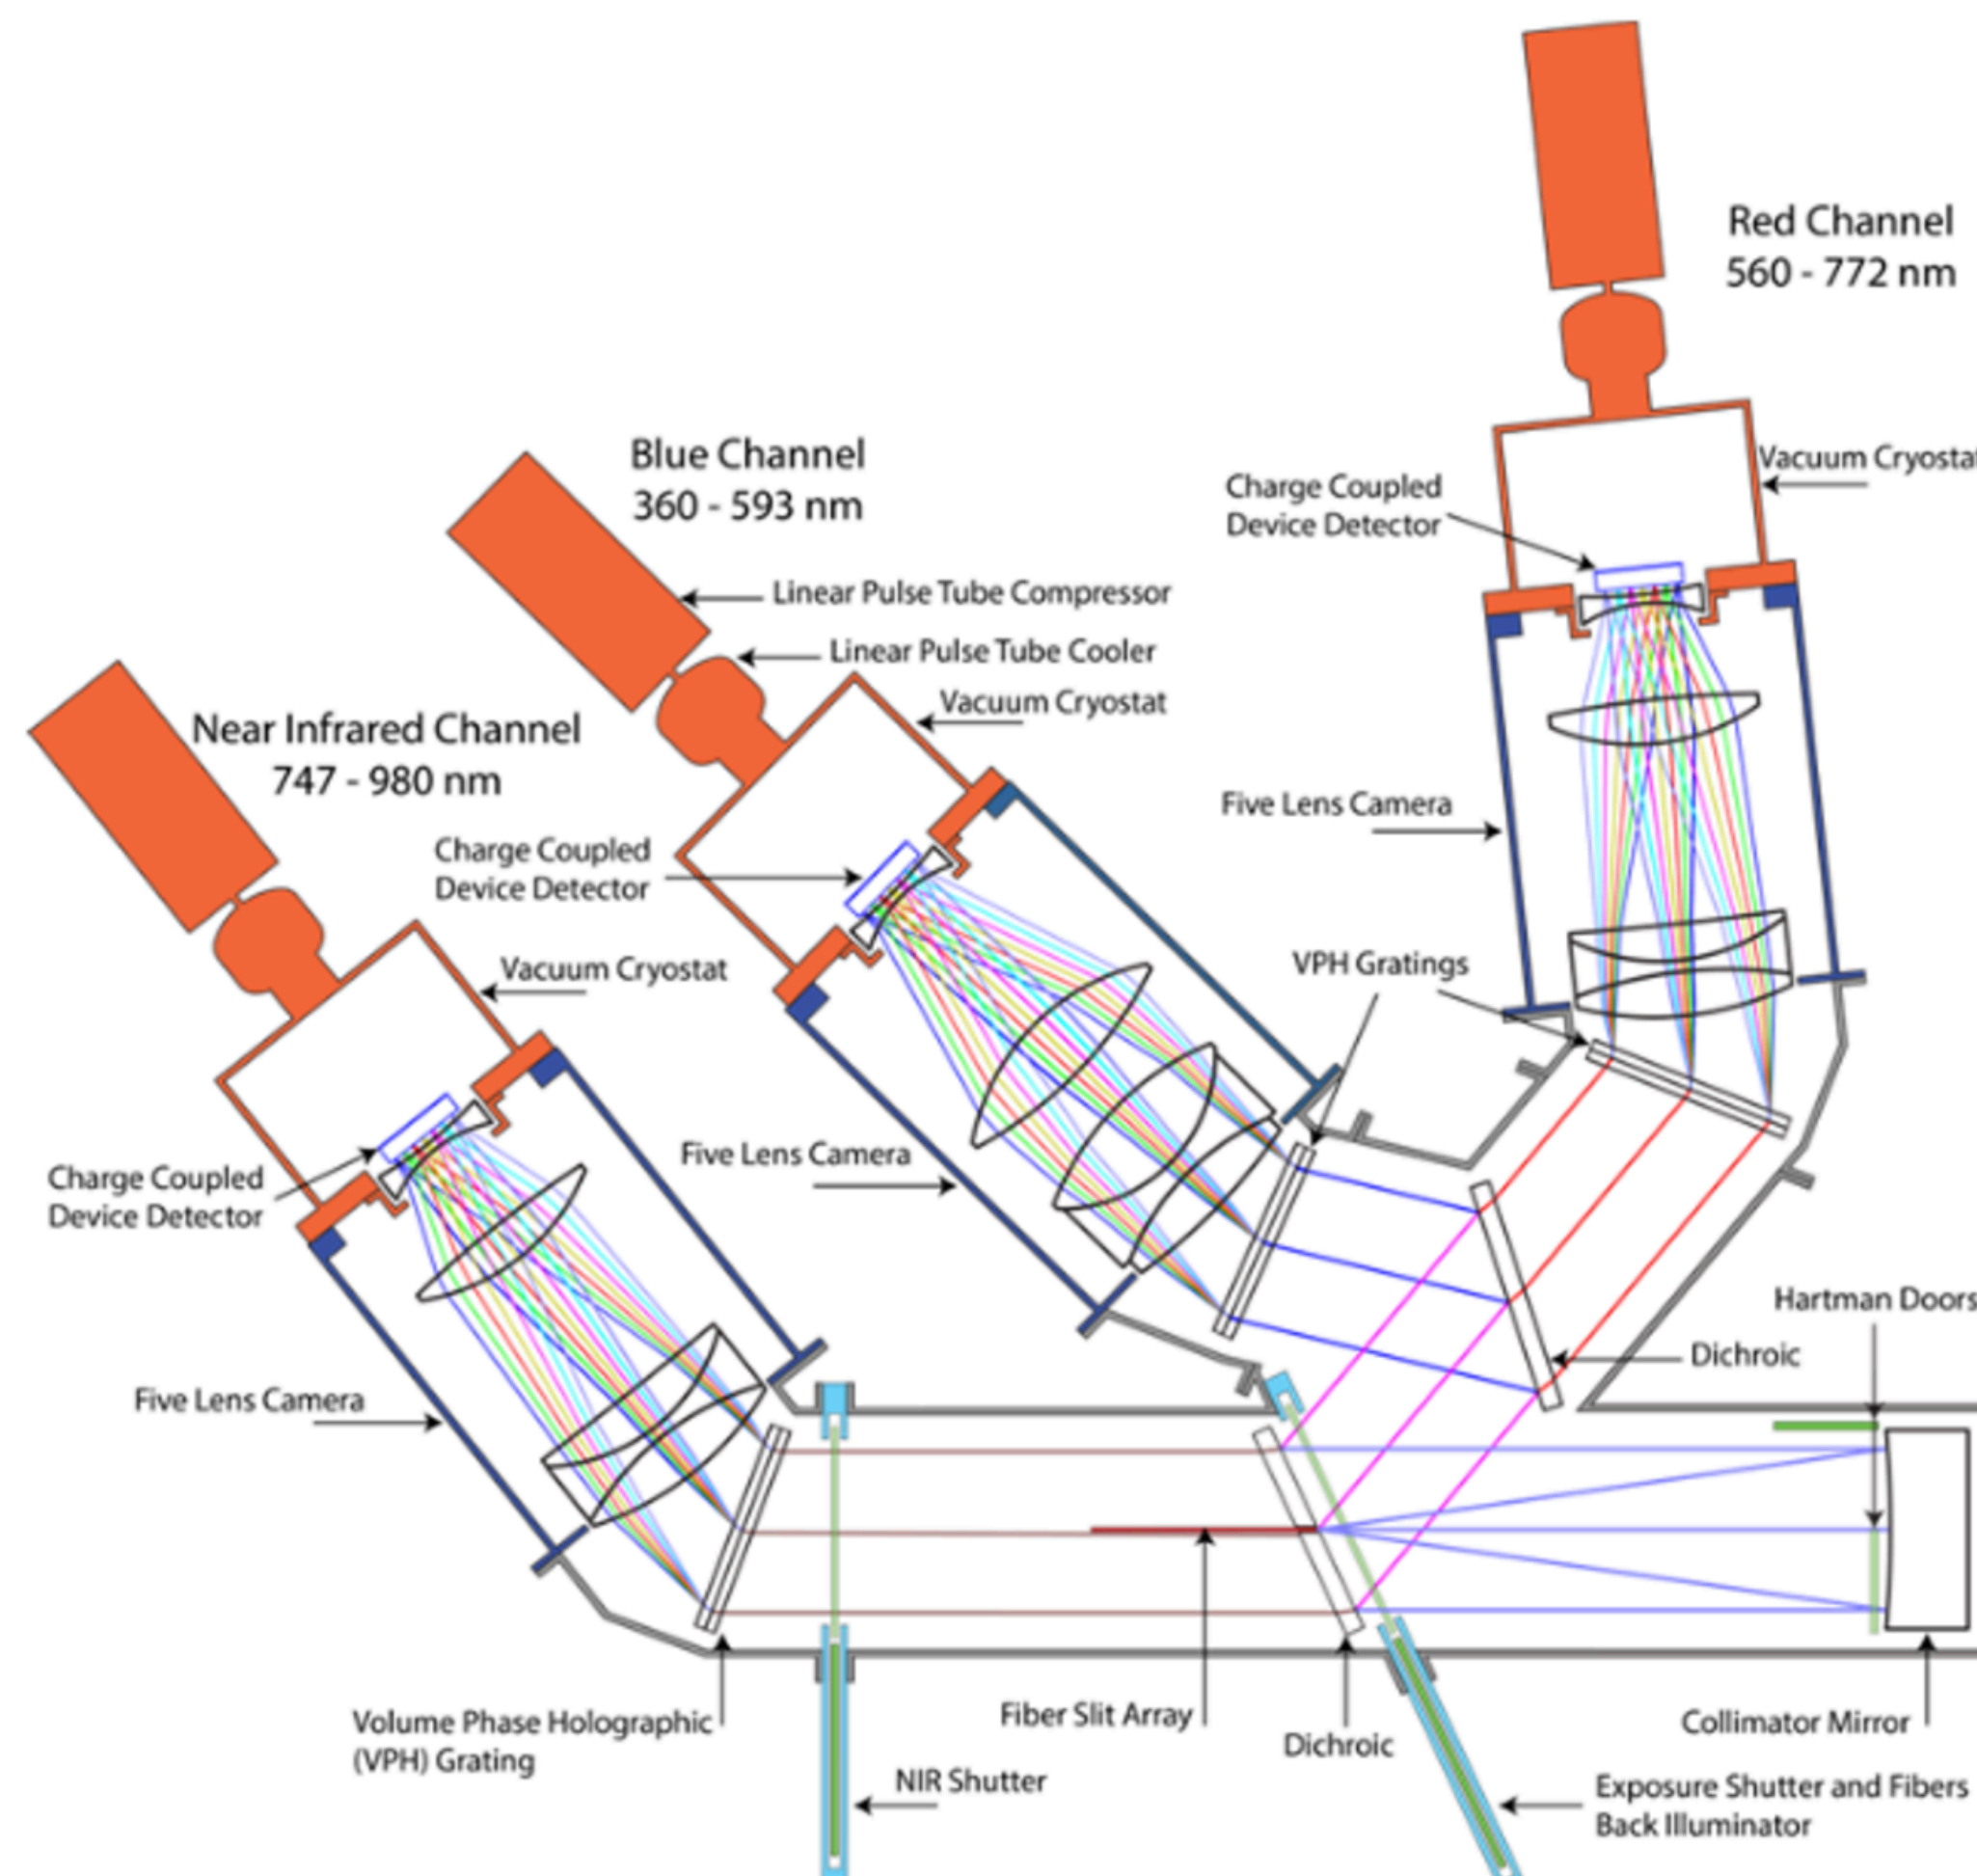 Red Channel
560 - 772 nm
Blue Channel
360 - 593 nm
Vacuum Cryostat
Charge Coupled
Device Detector
Linear Pulse Tube Compressor
Linear Pulse Tube Cooler
Vacuum Cryostat
Near Infrared Channel
747 - 980 nm
Five Lens Camera
Charge Coupled
Device Detector
VPH Gratings
Vacuum Cryostat
Five Lens Camera
Charge Coupled
Device Detector
Hartman Doors
Dichroic
Five Lens Camera
Volume Phase Holographic
(VPH) Grating
Fiber Slit Array
Dichroic
Collimator Mirror
NIR Shutter
Exposure Shutter and Fibers
Back Illuminator